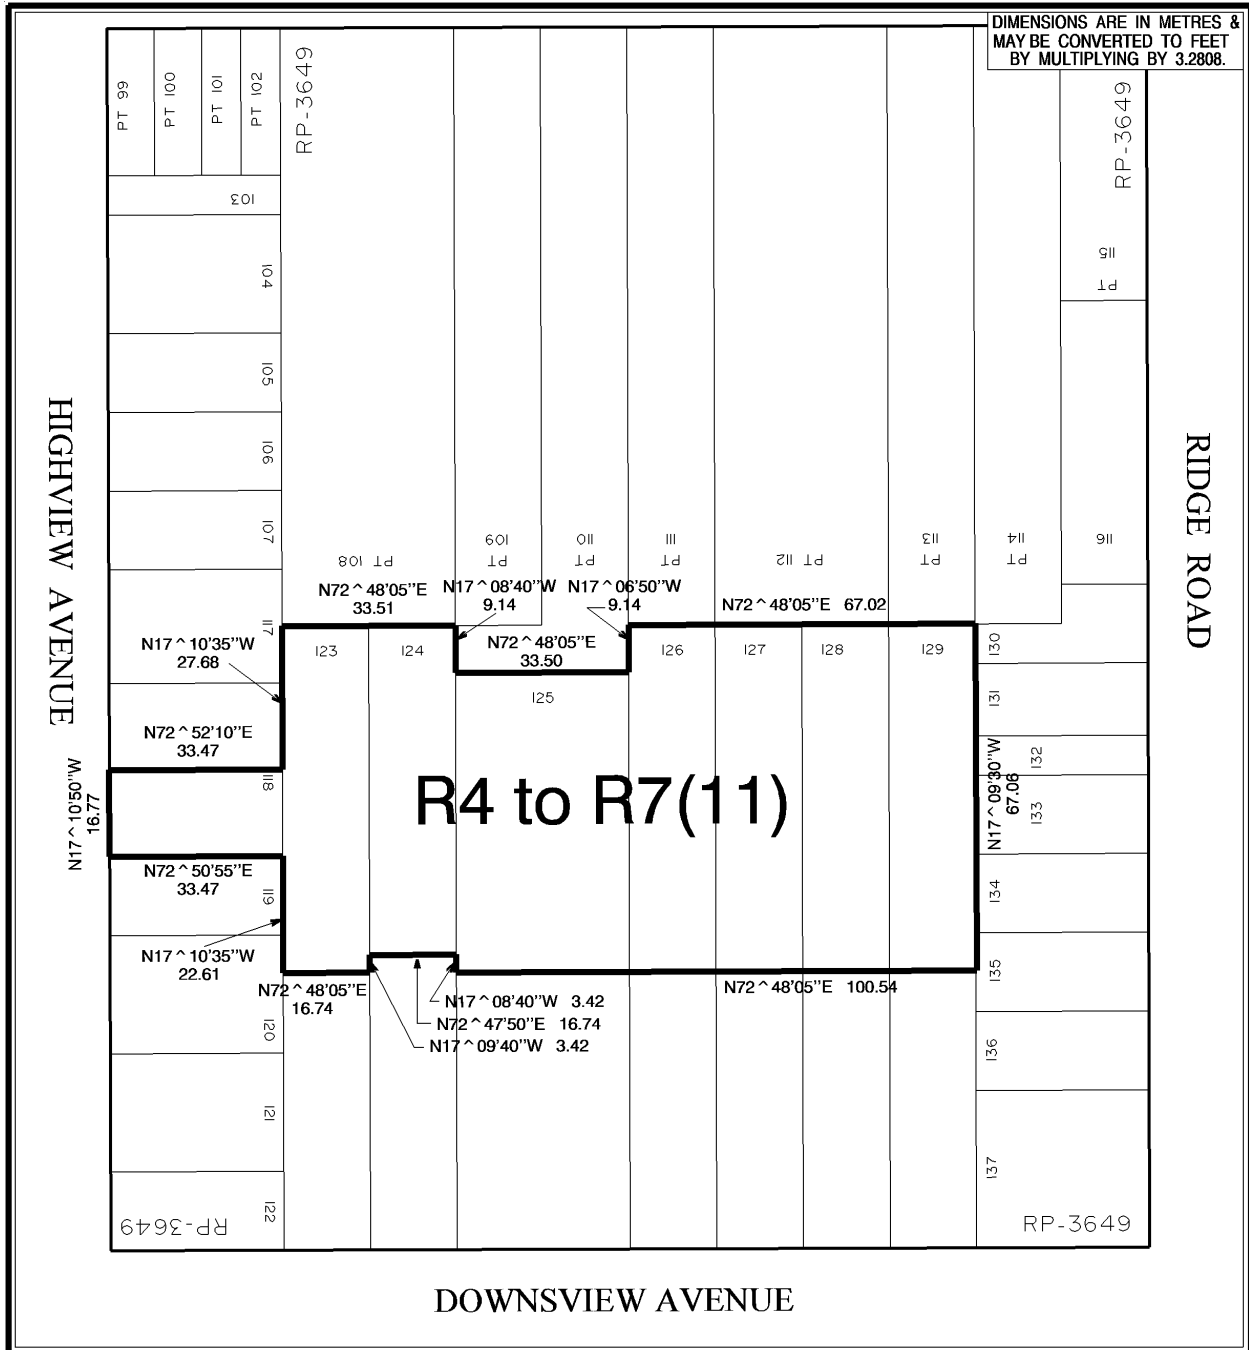 DIMENSIONS ARE IN METRES &
MAY BE CONVERTED TO FEET
BY MULTIPLYING BY 3.2808.
PT 99
PT 100
PT 101
PT 102
RP-3649
RP-3649
103
104
105
106
107
117
115
PT
HIGHVIEW AVENUE
RIDGE ROAD
PT 108
109
PT
110
PT
111
PT
PT 112
113
PT
114
PT
116
N72^48'05"E
33.51
N17^08'40"W
9.14
N17^06'50"W
9.14
N72^48'05"E 67.02
N17^10'35"W
27.68
N72^48'05"E
33.50
123
124
125
126
127
128
129
130
131
132
133
134
135
136
137
N72^52'10"E
33.47
118
N17^10'50"W
16.77
R4 to R7(11)
N17^09'30"W
67.06
N72^50'55"E
33.47
119
N17^10'35"W
22.61
N72^48'05"E
16.74
N17^08'40"W 3.42
N72^47'50"E 16.74
N17^09'40"W 3.42
N72^48'05"E 100.54
120
121
122
RP-3649
RP-3649
DOWNSVIEW AVENUE